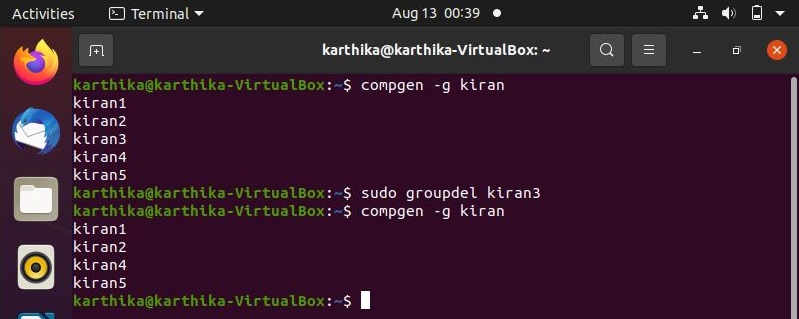 Activities
Terminal
Aug 13 00:39
karthika@karthika-VirtualBox: ~
karthika@karthika-VirtualBox:~$ compgen -g kiran
kiran1
kiran2
kiran3
kiran4
kiran5
karthika@karthika-VirtualBox:~$ sudo groupdel kiran3
karthika@karthika-VirtualBox:~$ compgen -g kiran
kiran1
kiran2
kiran4
kiran5
karthika@karthika-VirtualBox:~$